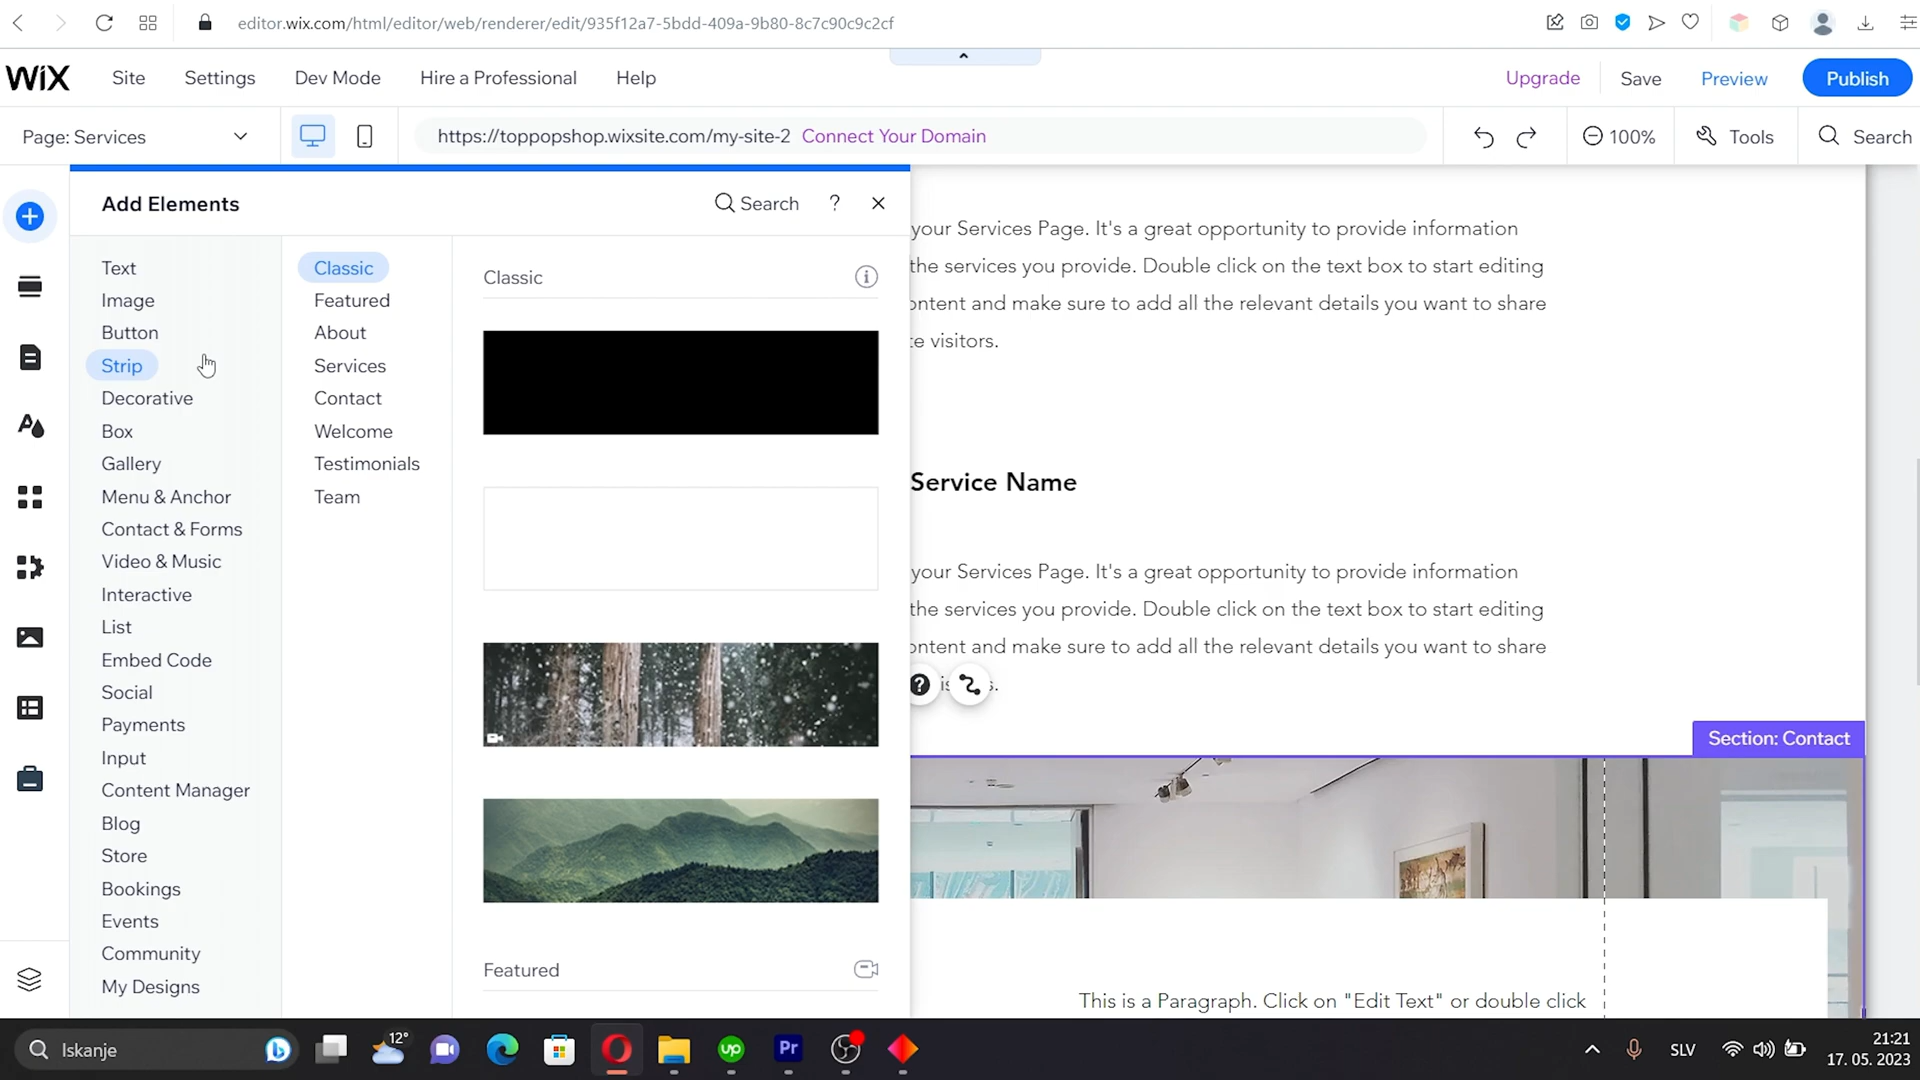 editor.wix.com/html/editor/web/renderer/edit/935f12a7-5bdd-409a-9b80-8c7c90c9c2cf
WiX Site Settings Dev Mode Hire a Professional Help Upgrade Save Preview Publish
Page: Services https://toppopshop.wixsite.com/my-site-2 Connect Your Domain 100% Tools Search
Add Elements Search ?
Text
Image
Button
Strip
Decorative
Box
Gallery
Menu & Anchor
Contact & Forms
Video & Music
Interactive
List
Embed Code
Social
Payments
Input
Content Manager
Blog
Store
Bookings
Events
Community
My Designs
Classic
Featured
About
Services
Contact
Welcome
Testimonials
Team
Classic
Featured
your Services Page. It's a great opportunity to provide information
the services you provide. Double click on the text box to start editing
ontent and make sure to add all the relevant details you want to share
te visitors.
Service Name
your Services Page. It's a great opportunity to provide information
the services you provide. Double click on the text box to start editing
ontent and make sure to add all the relevant details you want to share
? is s.
Section: Contact
This is a Paragraph. Click on "Edit Text" or double click
Iskanje 12° up Pr SLV 21:21
17. 05. 2023